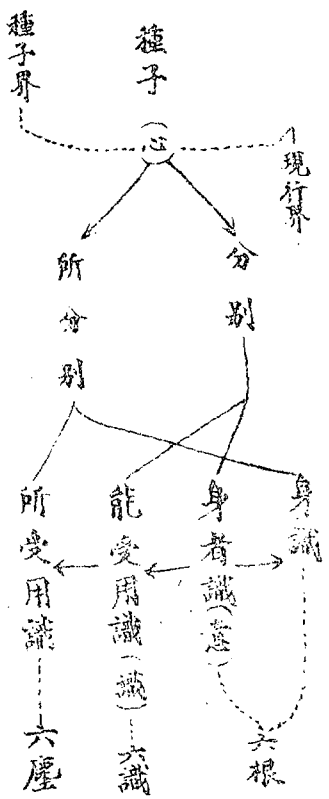 種子（心）
現行界
種子界
分別
所分別
身識
身者識（意）
能受用識（識）
所受用識
六根
六識
六塵